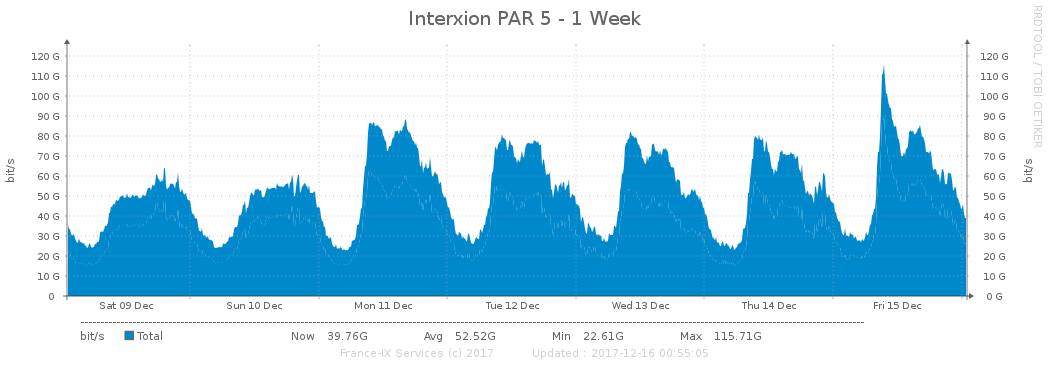 Interxion PAR 5 - 1 Week
RRDTOOL / TOBI OETIKER
bit/s
bit/s
120 G 120 G
110 G 110 G
100 G 100 G
90 G 90 G
80 G 80 G
70 G 70 G
60 G 60 G
50 G 50 G
40 G 40 G
30 G 30 G
20 G 20 G
10 G 10 G
0 0 G
Sat 09 Dec Sun 10 Dec Mon 11 Dec Tue 12 Dec Wed 13 Dec Thu 14 Dec Fri 15 Dec
bit/s Total Now 39.76G Avg 52.52G Min 22.61G Max 115.71G
France-IX Services (c) 2017 Updated : 2017-12-16 00:55:05